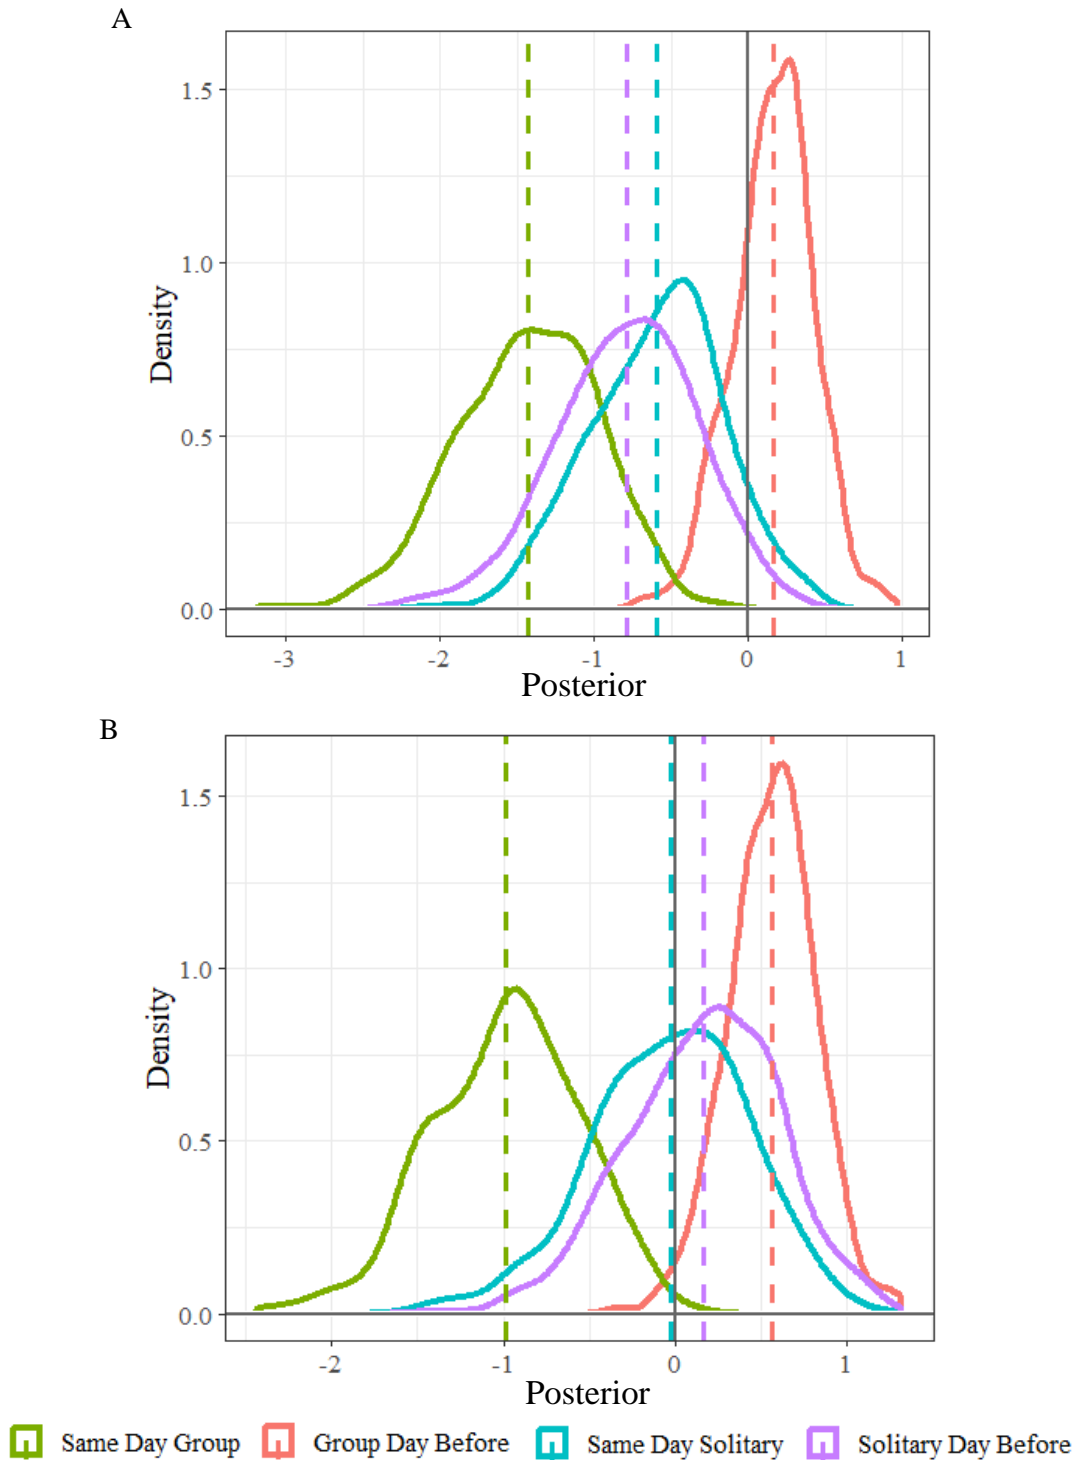 A
1.5
1.0
0.5
0.0
Density
-3 -2 -1 0 1
Posterior
B
1.5
1.0
0.5
0.0
Density
-2 -1 0 1
Posterior
Same Day Group Group Day Before Same Day Solitary Solitary Day Before